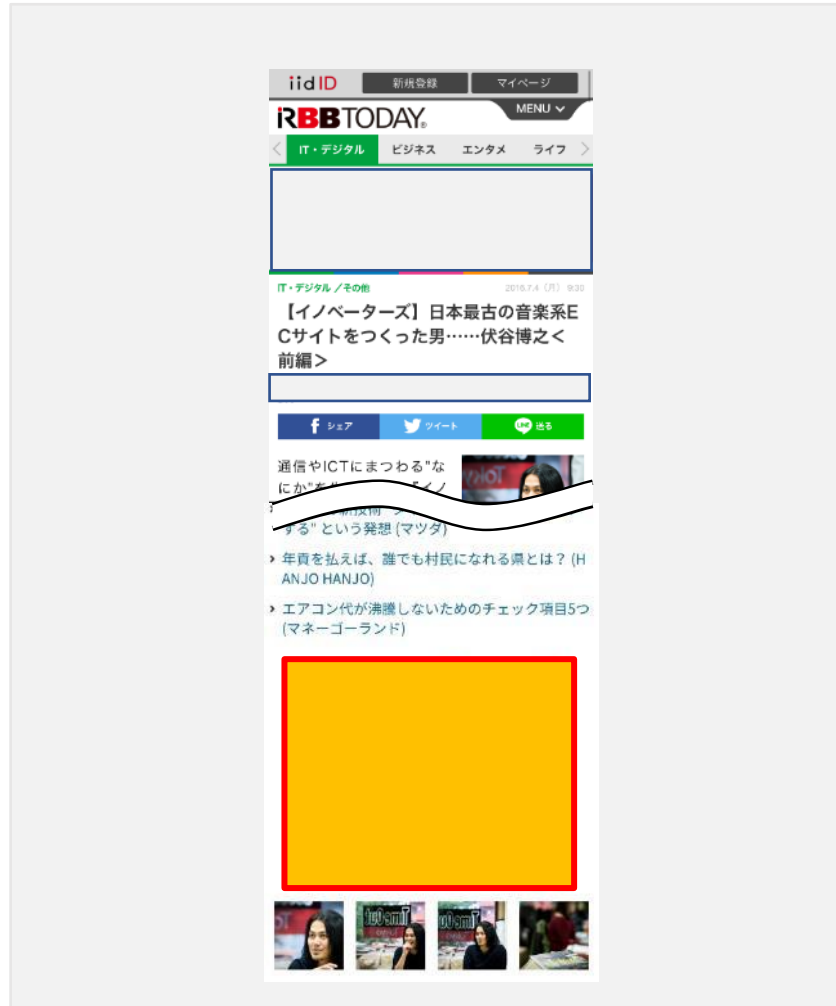 iid ID 新規登録 マイページ
RBB TODAY® MENU
IT・デジタル ビジネス エンタメ ライフ
IT・デジタル／その他 2016.7.4（月） 9:30
【イノベーターズ】日本最古の音楽系E
Cサイトをつくった男……伏谷博之＜
前編＞
シェア ツイート LINE 送る
通信やICTにまつわる"な
にか"を
する" という発想 (マツダ)
年貢を払えば、誰でも村民になれる県とは？ (H
ANJO HANJO)
エアコン代が沸騰しないためのチェック項目5つ
(マネーゴーランド)